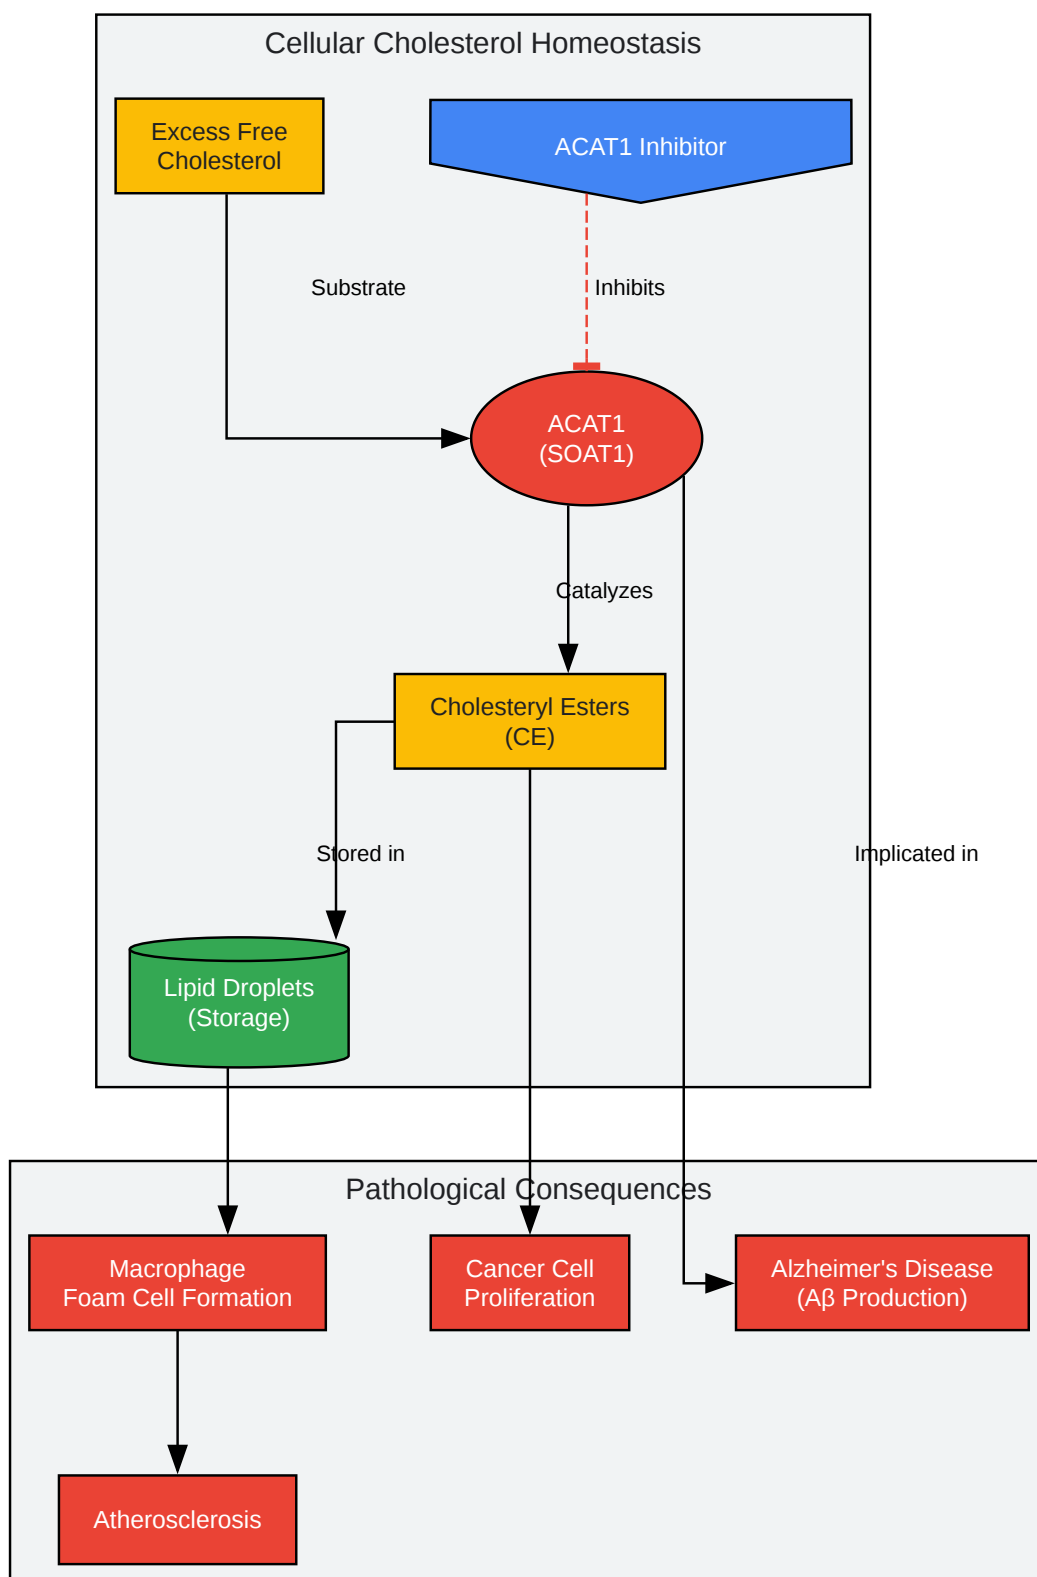 Cellular Cholesterol Homeostasis
Excess Free
Cholesterol
ACAT1 Inhibitor
Substrate
Inhibits
ACAT1
(SOAT1)
Catalyzes
Cholesteryl Esters
(CE)
Stored in
Implicated in
Lipid Droplets
(Storage)
Pathological Consequences
Macrophage
Foam Cell Formation
Cancer Cell
Proliferation
Alzheimer's Disease
(Aβ Production)
Atherosclerosis